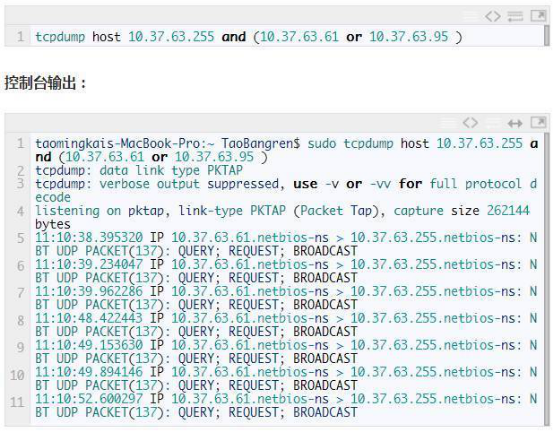 1 tcpdump host 10.37.63.255 and (10.37.63.61 or 10.37.63.95 )
控制台输出：
1 taomingkais-MacBook-Pro:~ TaoBangren$ sudo tcpdump host 10.37.63.255 a
nd (10.37.63.61 or 10.37.63.95 )
2 tcpdump: data link type PKTAP
3 tcpdump: verbose output suppressed, use -v or -vv for full protocol d
ecode
4 listening on pktap, link-type PKTAP (Packet Tap), capture size 262144
bytes
5 11:10:38.395320 IP 10.37.63.61.netbios-ns > 10.37.63.255.netbios-ns: N
BT UDP PACKET(137): QUERY; REQUEST; BROADCAST
6 11:10:39.234047 IP 10.37.63.61.netbios-ns > 10.37.63.255.netbios-ns: N
BT UDP PACKET(137): QUERY; REQUEST; BROADCAST
7 11:10:39.962286 IP 10.37.63.61.netbios-ns > 10.37.63.255.netbios-ns: N
BT UDP PACKET(137): QUERY; REQUEST; BROADCAST
8 11:10:48.422443 IP 10.37.63.61.netbios-ns > 10.37.63.255.netbios-ns: N
BT UDP PACKET(137): QUERY; REQUEST; BROADCAST
9 11:10:49.153630 IP 10.37.63.61.netbios-ns > 10.37.63.255.netbios-ns: N
BT UDP PACKET(137): QUERY; REQUEST; BROADCAST
10 11:10:49.894146 IP 10.37.63.61.netbios-ns > 10.37.63.255.netbios-ns: N
BT UDP PACKET(137): QUERY; REQUEST; BROADCAST
11 11:10:52.600297 IP 10.37.63.61.netbios-ns > 10.37.63.255.netbios-ns: N
BT UDP PACKET(137): QUERY; REQUEST; BROADCAST